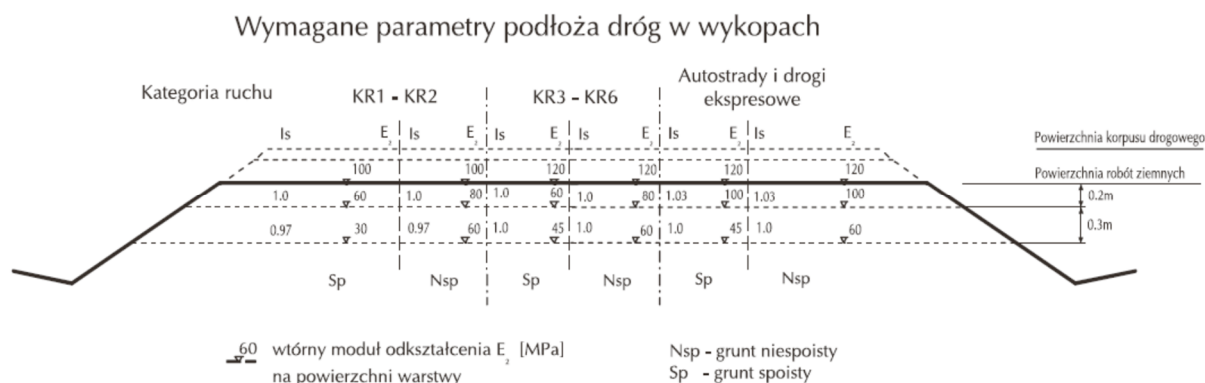 Wymagane parametry podłoża dróg w wykopach
Kategoria ruchu KR1 - KR2 KR3 - KR6 Autostrady i drogi
ekspresowe
Is E₂ Is E₂ Is E₂ Is E₂ Is E₂ Is E₂
Powierzchnia korpusu drogowego
100 100 120 120 120 120
Powierzchnia robót ziemnych
1.0 60 1.0 80 1.0 60 1.0 80 1.03 100 1.03 100 0.2m
0.97 30 0.97 60 1.0 45 1.0 60 1.0 45 1.0 60 0.3m
Sp Nsp Sp Nsp Sp Nsp
60 wtórny moduł odkształcenia E₂ [MPa]
na powierzchni warstwy
Nsp - grunt niespoisty
Sp - grunt spoisty